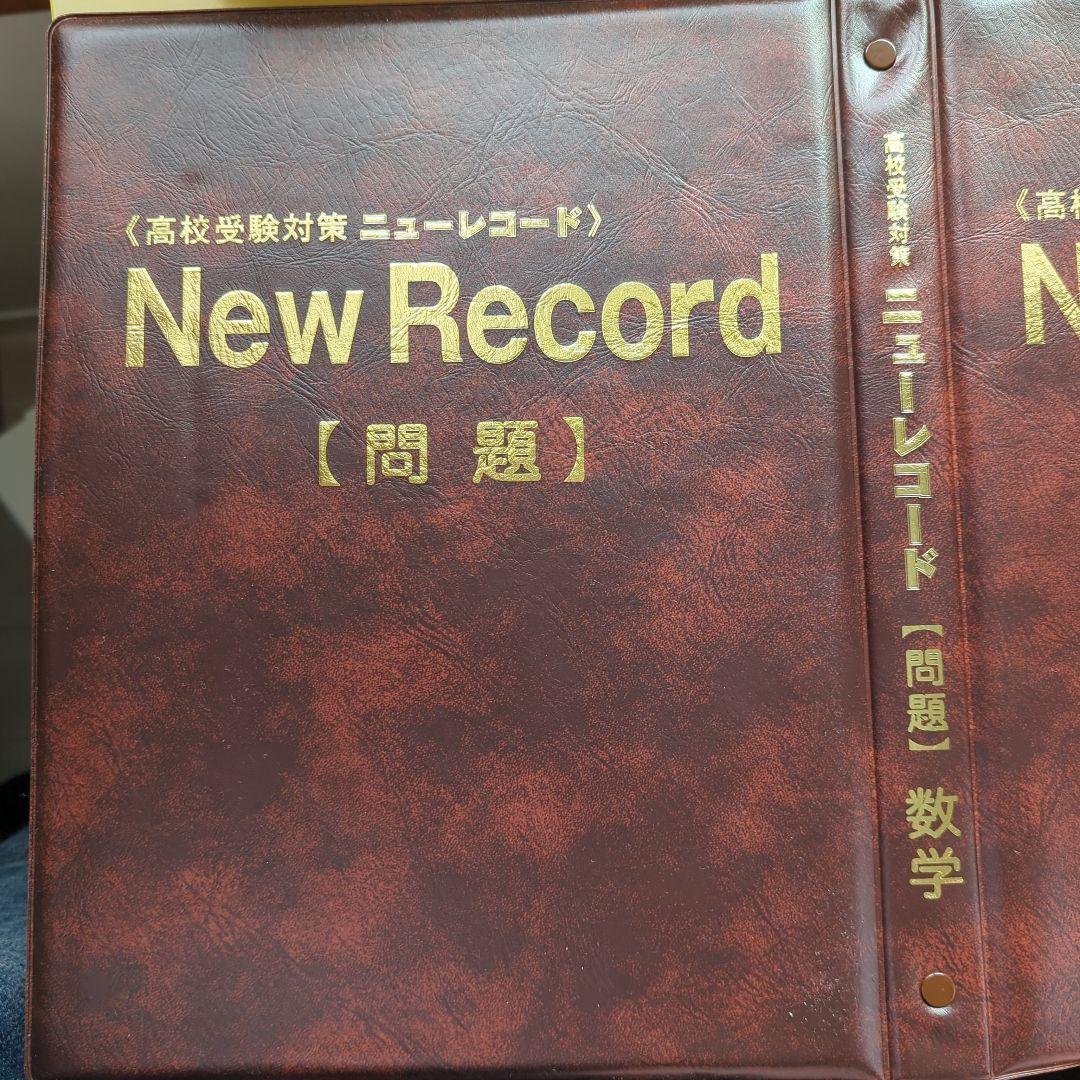 《高校受験対策 ニューレコード》
New Record
【問題】
高校受験対策 ニューレコード【問題】数学
《高
N